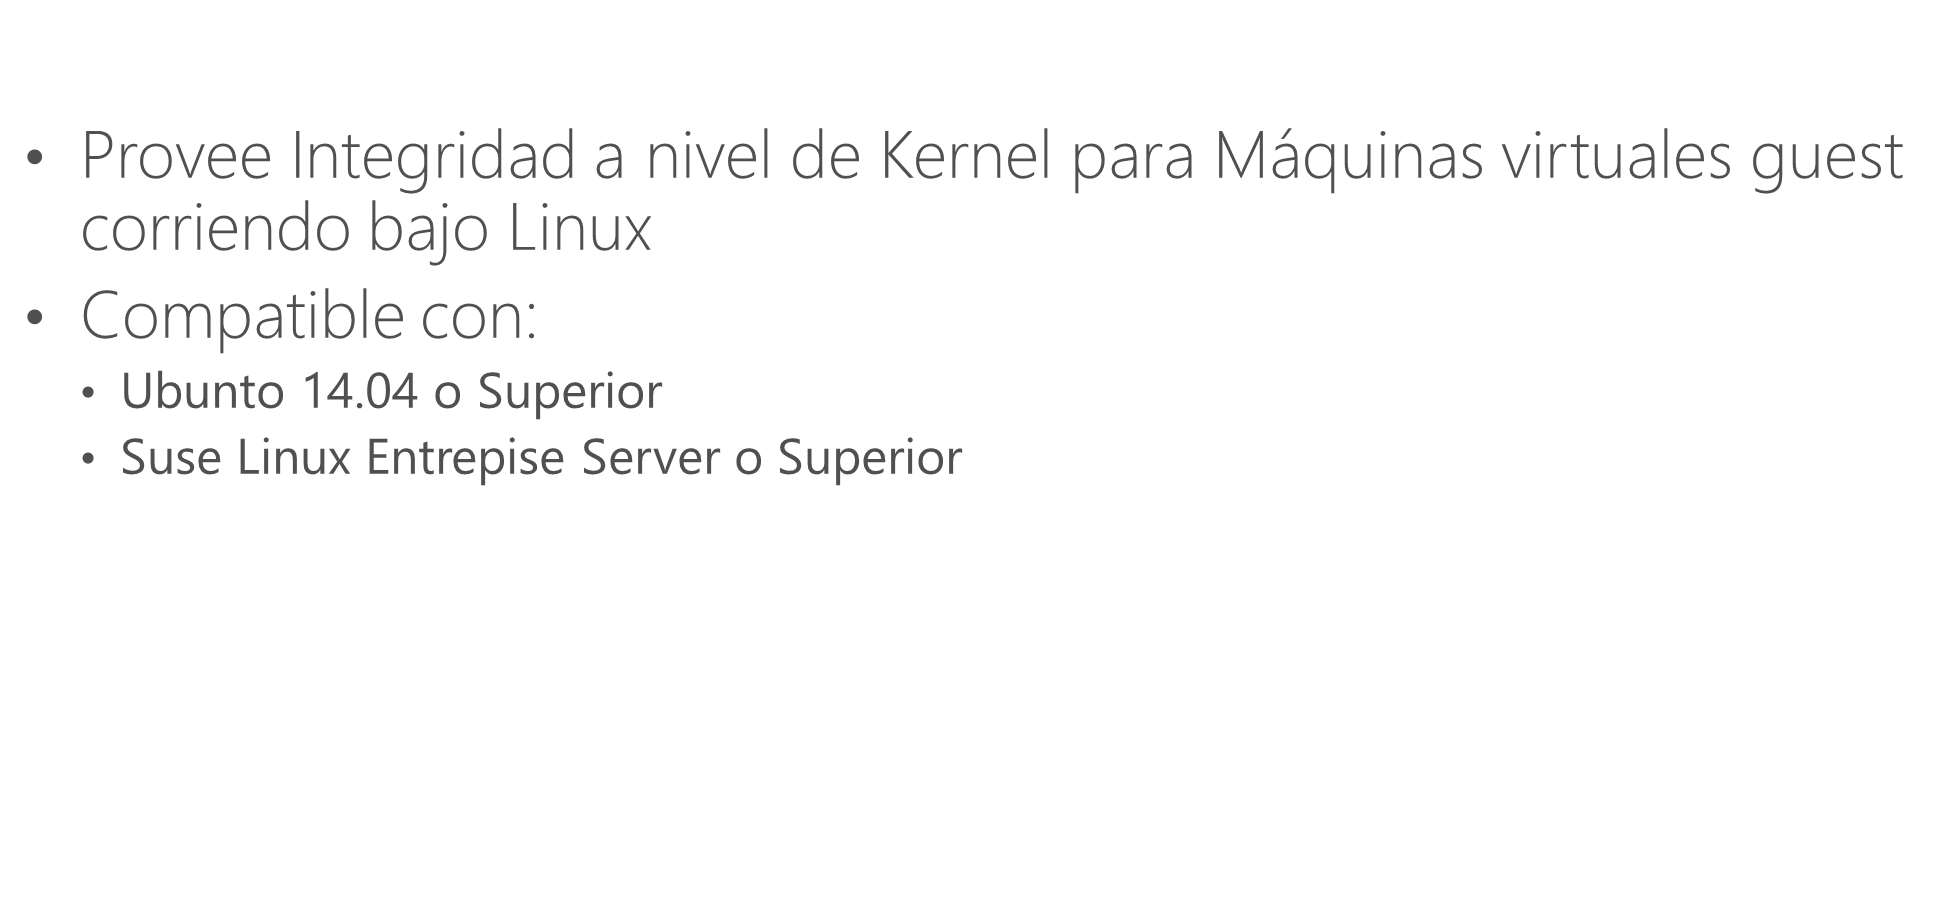 • Provee Integridad a nivel de Kernel para Máquinas virtuales guest
corriendo bajo Linux
• Compatible con:
• Ubunto 14.04 o Superior
• Suse Linux Entrepise Server o Superior